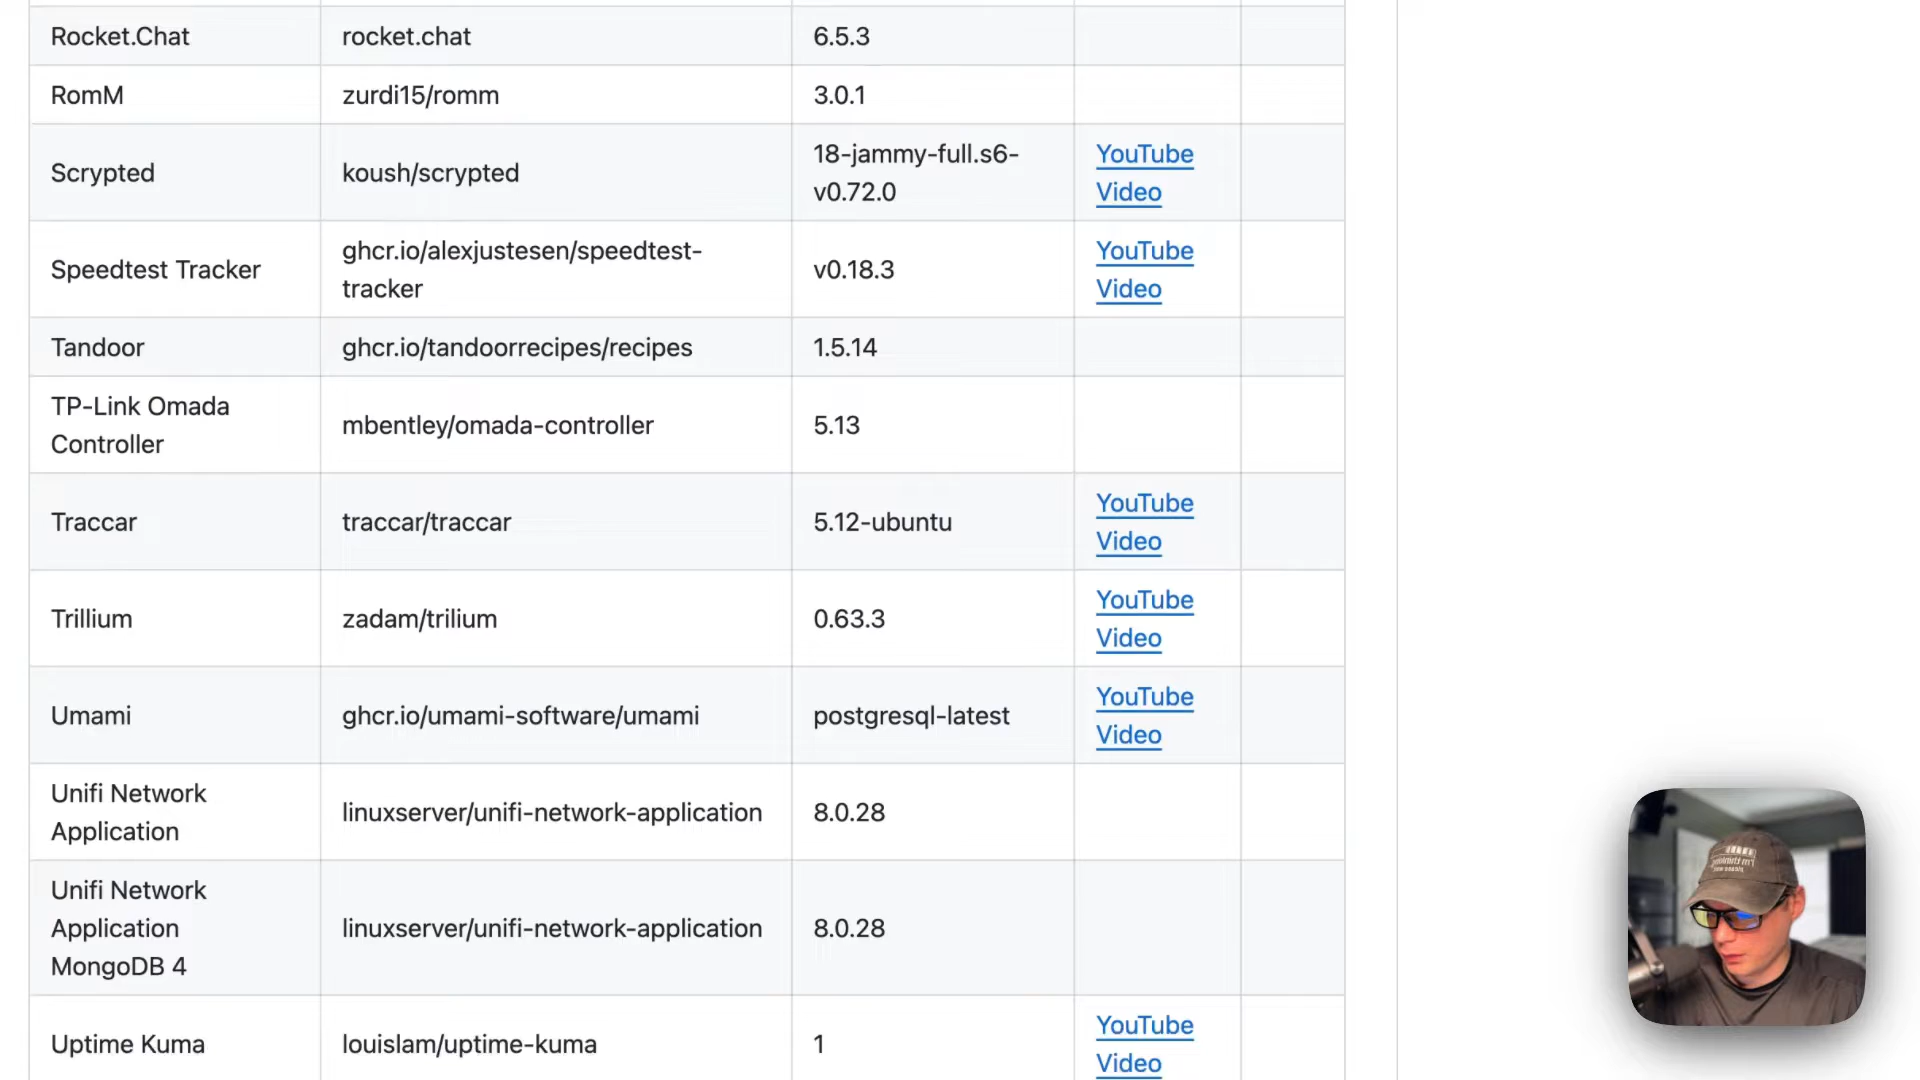 Rocket.Chat rocket.chat 6.5.3
RomM zurdi15/romm 3.0.1
Scrypted koush/scrypted 18-jammy-full.s6-
v0.72.0 YouTube
Video
Speedtest Tracker ghcr.io/alexjustesen/speedtest-
tracker v0.18.3 YouTube
Video
Tandoor ghcr.io/tandoorrecipes/recipes 1.5.14
TP-Link Omada
Controller mbentley/omada-controller 5.13
Traccar traccar/traccar 5.12-ubuntu YouTube
Video
Trillium zadam/trilium 0.63.3 YouTube
Video
Umami ghcr.io/umami-software/umami postgresql-latest YouTube
Video
Unifi Network
Application linuxserver/unifi-network-application 8.0.28
Unifi Network
Application
MongoDB 4 linuxserver/unifi-network-application 8.0.28
Uptime Kuma louislam/uptime-kuma 1 YouTube
Video